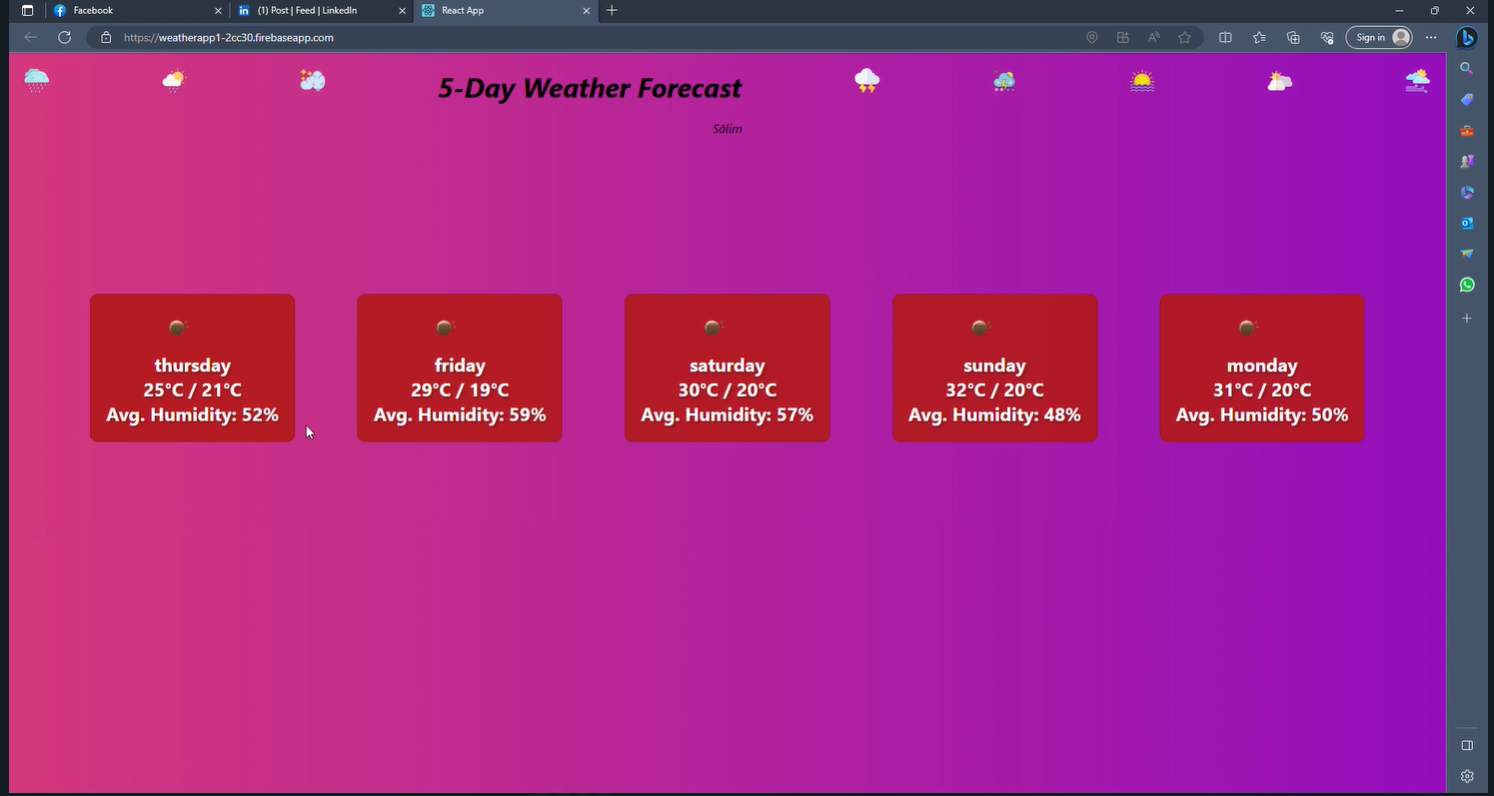 Facebook
(1) Post | Feed | LinkedIn
React App
https://weatherapp1-2cc30.firebaseapp.com
Sign in
5-Day Weather Forecast
Sâlim
thursday
25°C / 21°C
Avg. Humidity: 52%
friday
29°C / 19°C
Avg. Humidity: 59%
saturday
30°C / 20°C
Avg. Humidity: 57%
sunday
32°C / 20°C
Avg. Humidity: 48%
monday
31°C / 20°C
Avg. Humidity: 50%